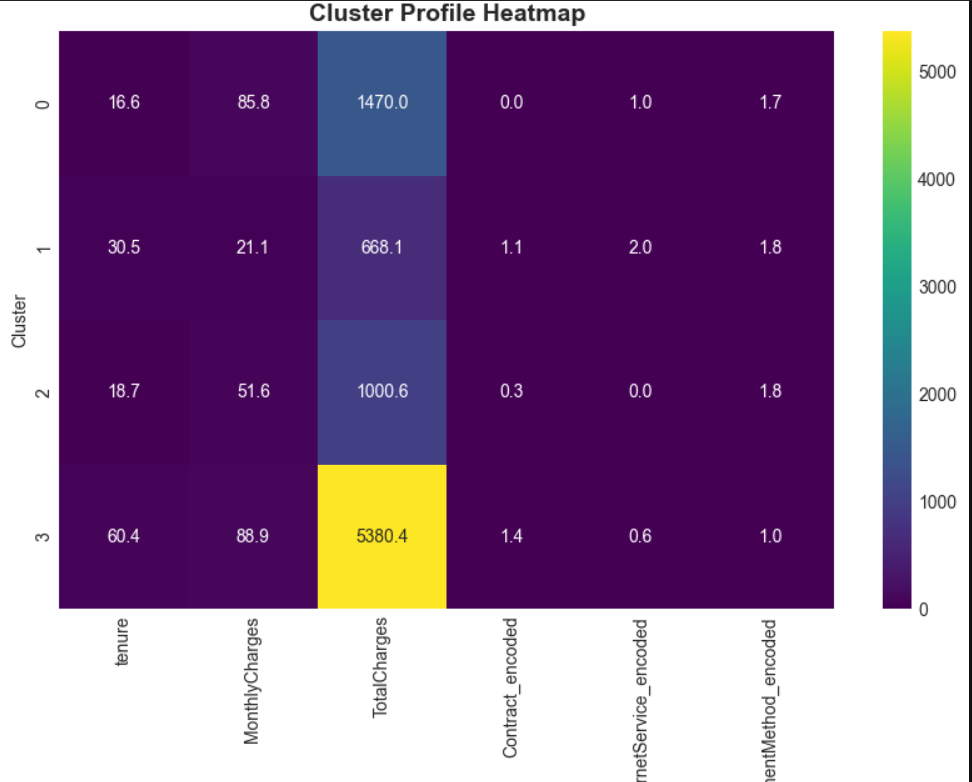 Cluster Profile Heatmap
0 16.6 85.8 1470.0 0.0 1.0 1.7
1 30.5 21.1 668.1 1.1 2.0 1.8
2 18.7 51.6 1000.6 0.3 0.0 1.8
3 60.4 88.9 5380.4 1.4 0.6 1.0
Cluster
tenure
MonthlyCharges
TotalCharges
Contract_encoded
rnetService_encoded
entMethod_encoded
5000
4000
3000
2000
1000
0